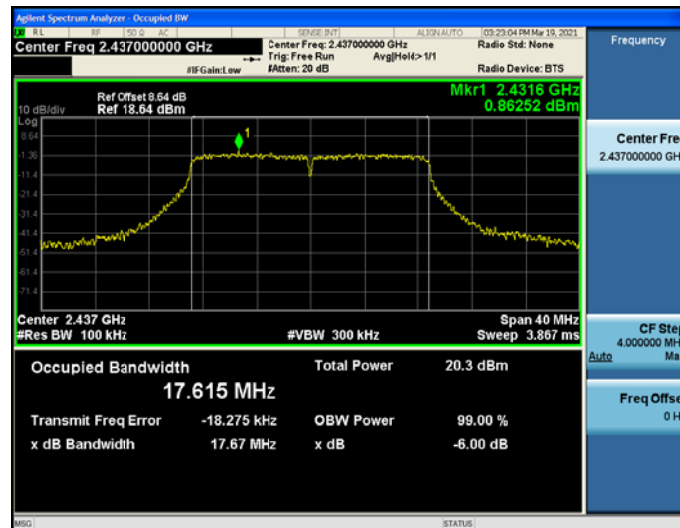 Agilent Spectrum Analyzer - Occupied BW
RL RF 50 Ω AC SENSE:INT ALIGN AUTO 03:23:04 PM Mar 19, 2021
Center Freq 2.437000000 GHz
Center Freq: 2.437000000 GHz
Radio Std: None
Trig: Free Run Avg|Hold:>1/1
#IFGain:Low #Atten: 20 dB Radio Device: BTS
Frequency
Mkr1 2.4316 GHz
0.86252 dBm
Ref Offset 8.64 dB
10 dB/div Ref 18.64 dBm
Log
8.64
1
-1.36
-11.4
-21.4
-31.4
-41.4
-51.4
-61.4
-71.4
Center Fre
2.437000000 GH
Center 2.437 GHz Span 40 MHz
#Res BW 100 kHz #VBW 300 kHz Sweep 3.867 ms
CF Step
4.000000 MH
Auto Ma
Occupied Bandwidth Total Power 20.3 dBm
17.615 MHz
Transmit Freq Error -18.275 kHz OBW Power 99.00 %
x dB Bandwidth 17.67 MHz x dB -6.00 dB
Freq Offse
0 H
MSG STATUS